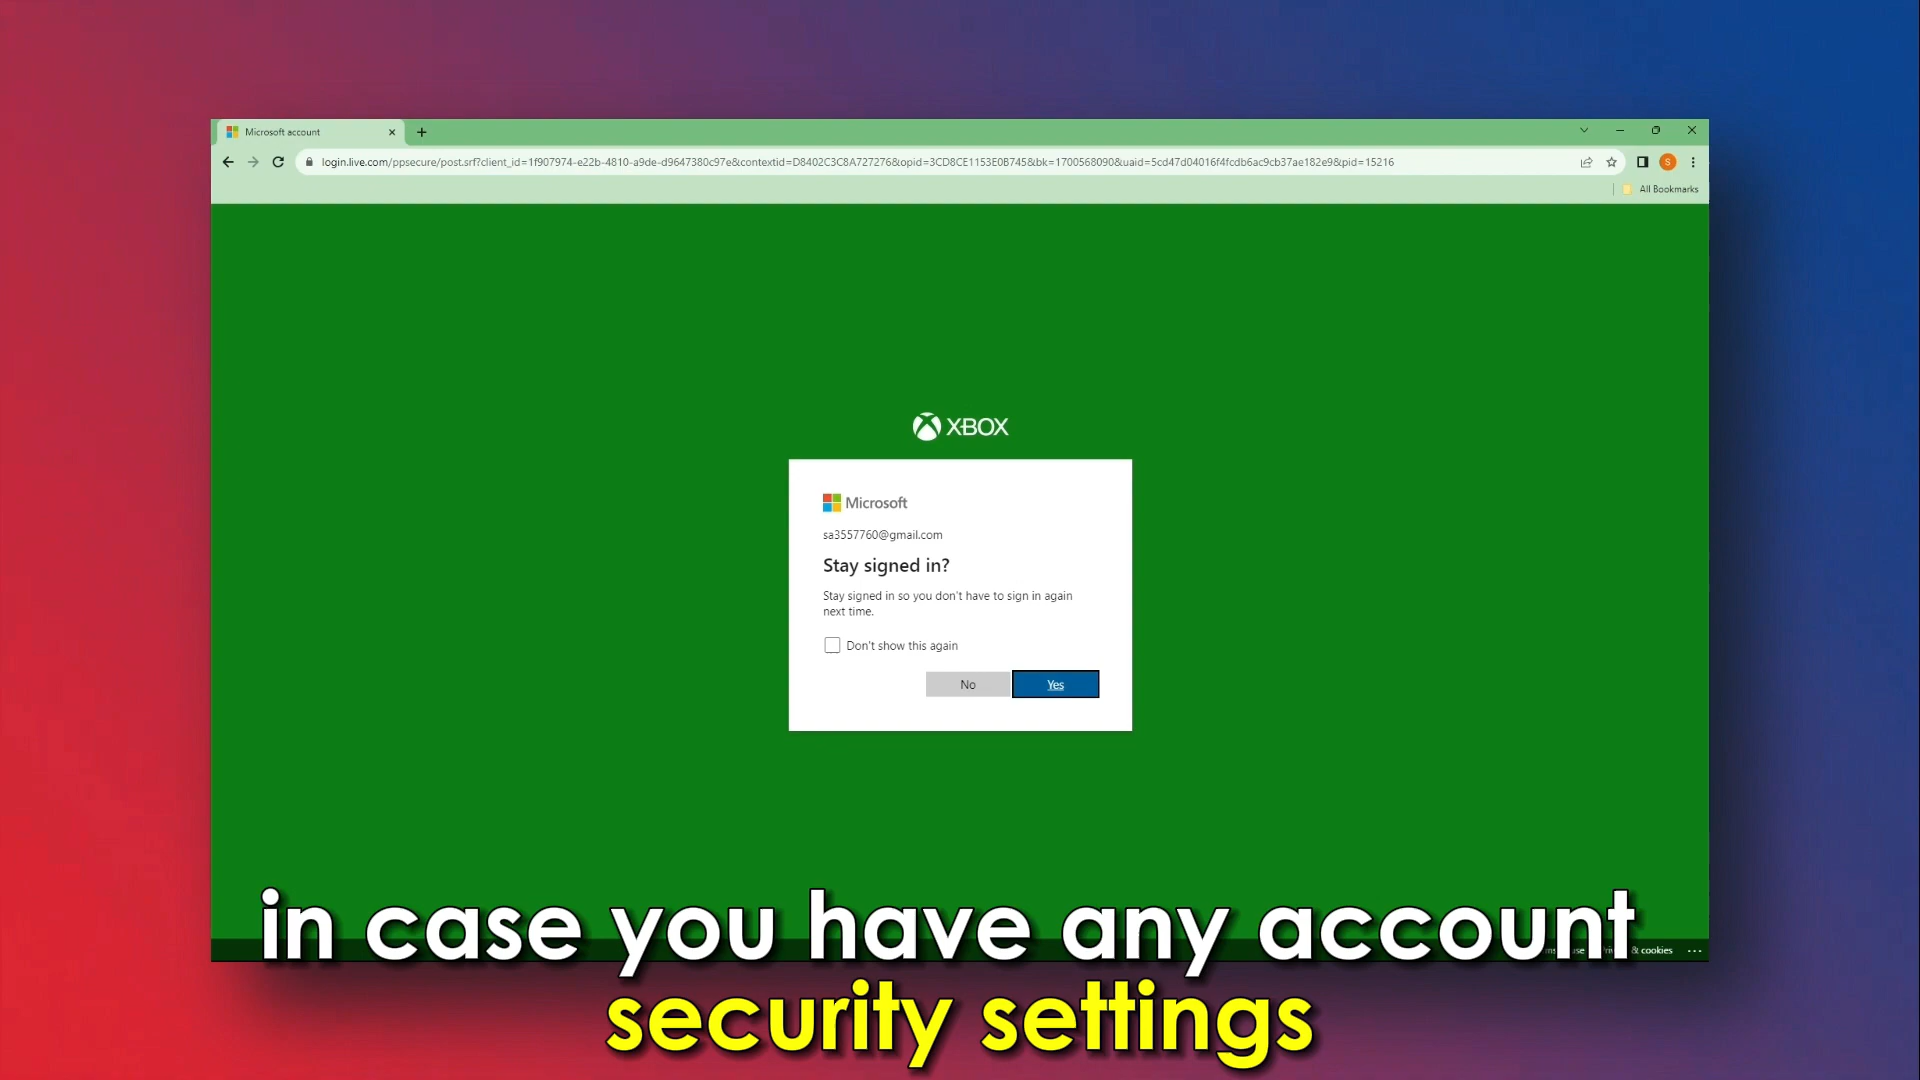 Microsoft account
login.live.com/ppsecure/post.srf?client_id=1f907974-e22b-4810-a9de-d9647380c97e&contextid=D8402C3C8A727276&opid=3CD8CE1153E0B745&bk=1700568090&uaid=5cd47d04016f4fcdb6ac9cb37ae182e9&pid=15216
S
All Bookmarks
XBOX
Microsoft
sa3557760@gmail.com
Stay signed in?
Stay signed in so you don't have to sign in again
next time.
Don't show this again
No Yes
& cookies
in case you have any account
security settings